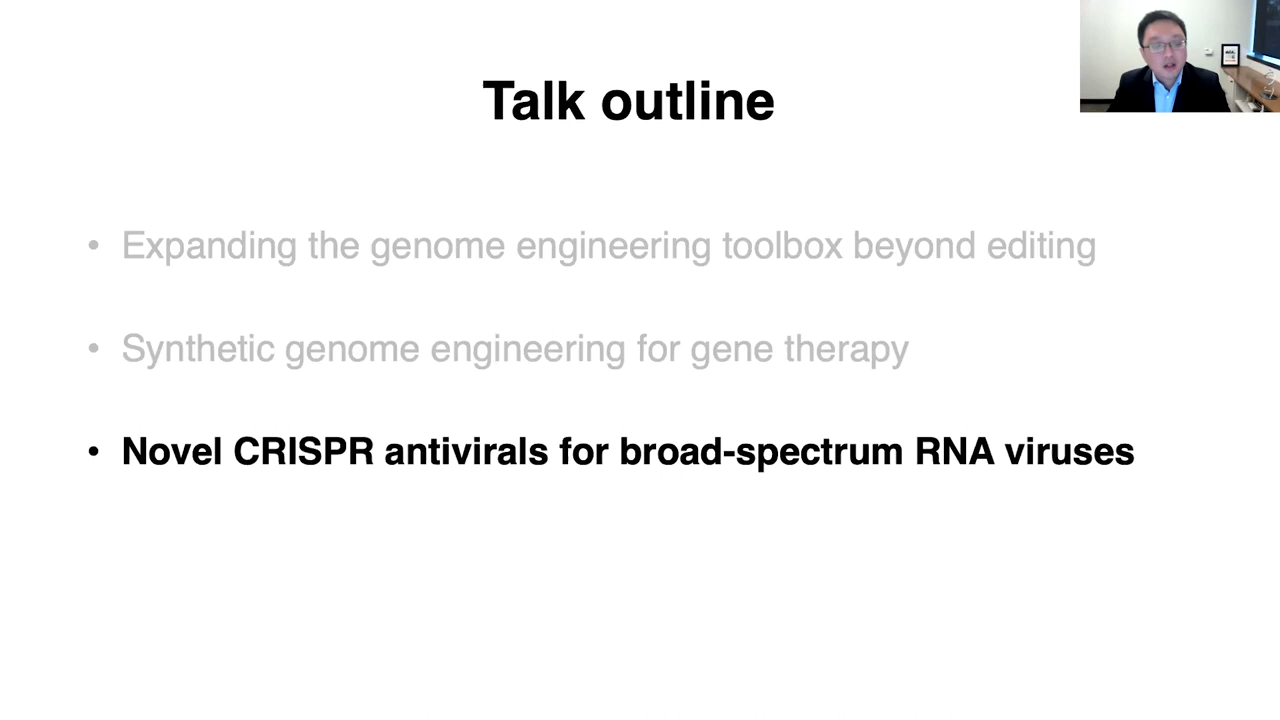 Talk outline
• Expanding the genome engineering toolbox beyond editing
• Synthetic genome engineering for gene therapy
• Novel CRISPR antivirals for broad-spectrum RNA viruses